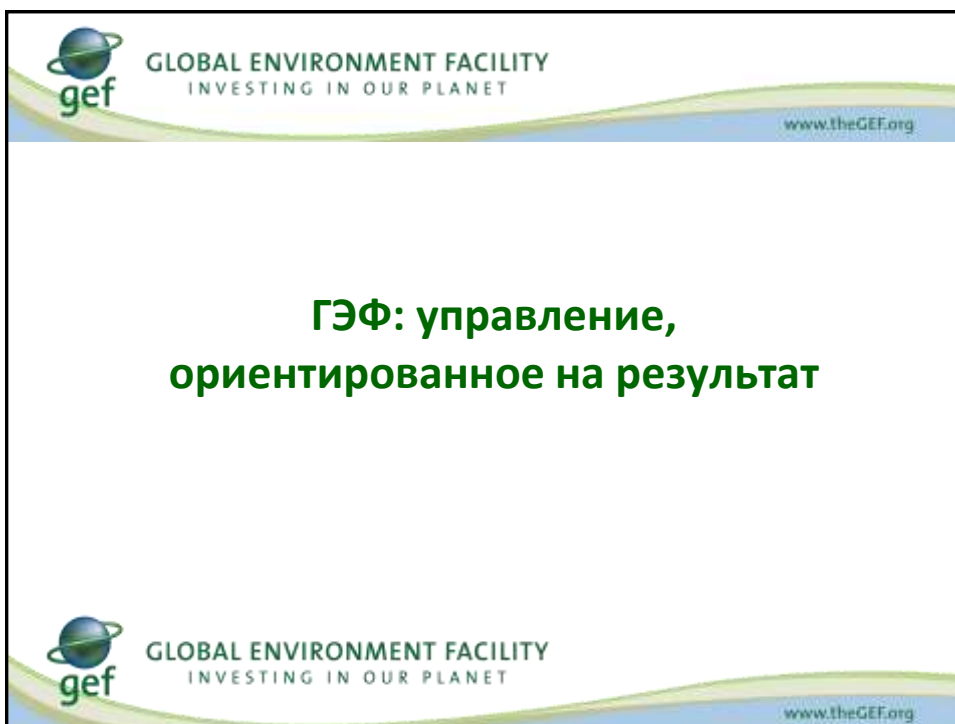 gef
GLOBAL ENVIRONMENT FACILITY
INVESTING IN OUR PLANET
www.theGEF.org
ГЭФ: управление,
ориентированное на результат
gef
GLOBAL ENVIRONMENT FACILITY
INVESTING IN OUR PLANET
www.theGEF.org